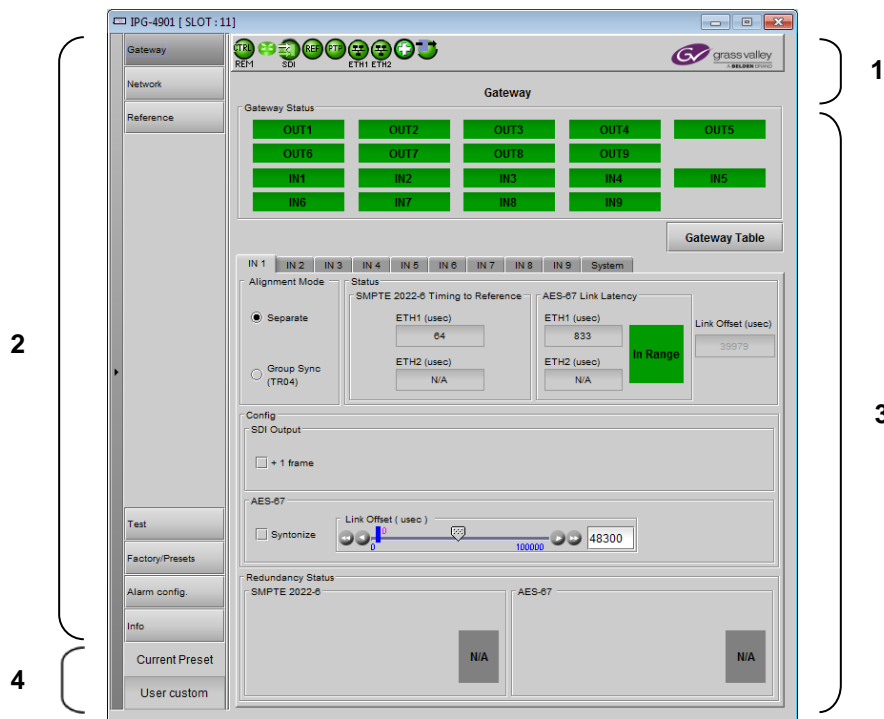 IPG-4901 [ SLOT : 11]
Gateway
Network
Reference
Test
Factory/Presets
Alarm config.
Info
Current Preset
User custom
CTRL REF PTP
REM SDI ETH1 ETH2
GV grass valley
A BELDEN BRAND
Gateway
Gateway Status
OUT1 OUT2 OUT3 OUT4 OUT5
OUT6 OUT7 OUT8 OUT9
IN1 IN2 IN3 IN4 IN5
IN6 IN7 IN8 IN9
Gateway Table
IN 1 IN 2 IN 3 IN 4 IN 5 IN 6 IN 7 IN 8 IN 9 System
Alignment Mode
Separate
Group Sync
(TR04)
Status
SMPTE 2022-6 Timing to Reference
ETH1 (usec)
64
ETH2 (usec)
N/A
AES-67 Link Latency
ETH1 (usec)
833
ETH2 (usec)
N/A
In Range
Link Offset (usec)
39979
Config
SDI Output
+ 1 frame
AES-67
Syntonize
Link Offset ( usec )
0
0 100000
48300
Redundancy Status
SMPTE 2022-6
N/A
AES-67
N/A
1
2
3
4